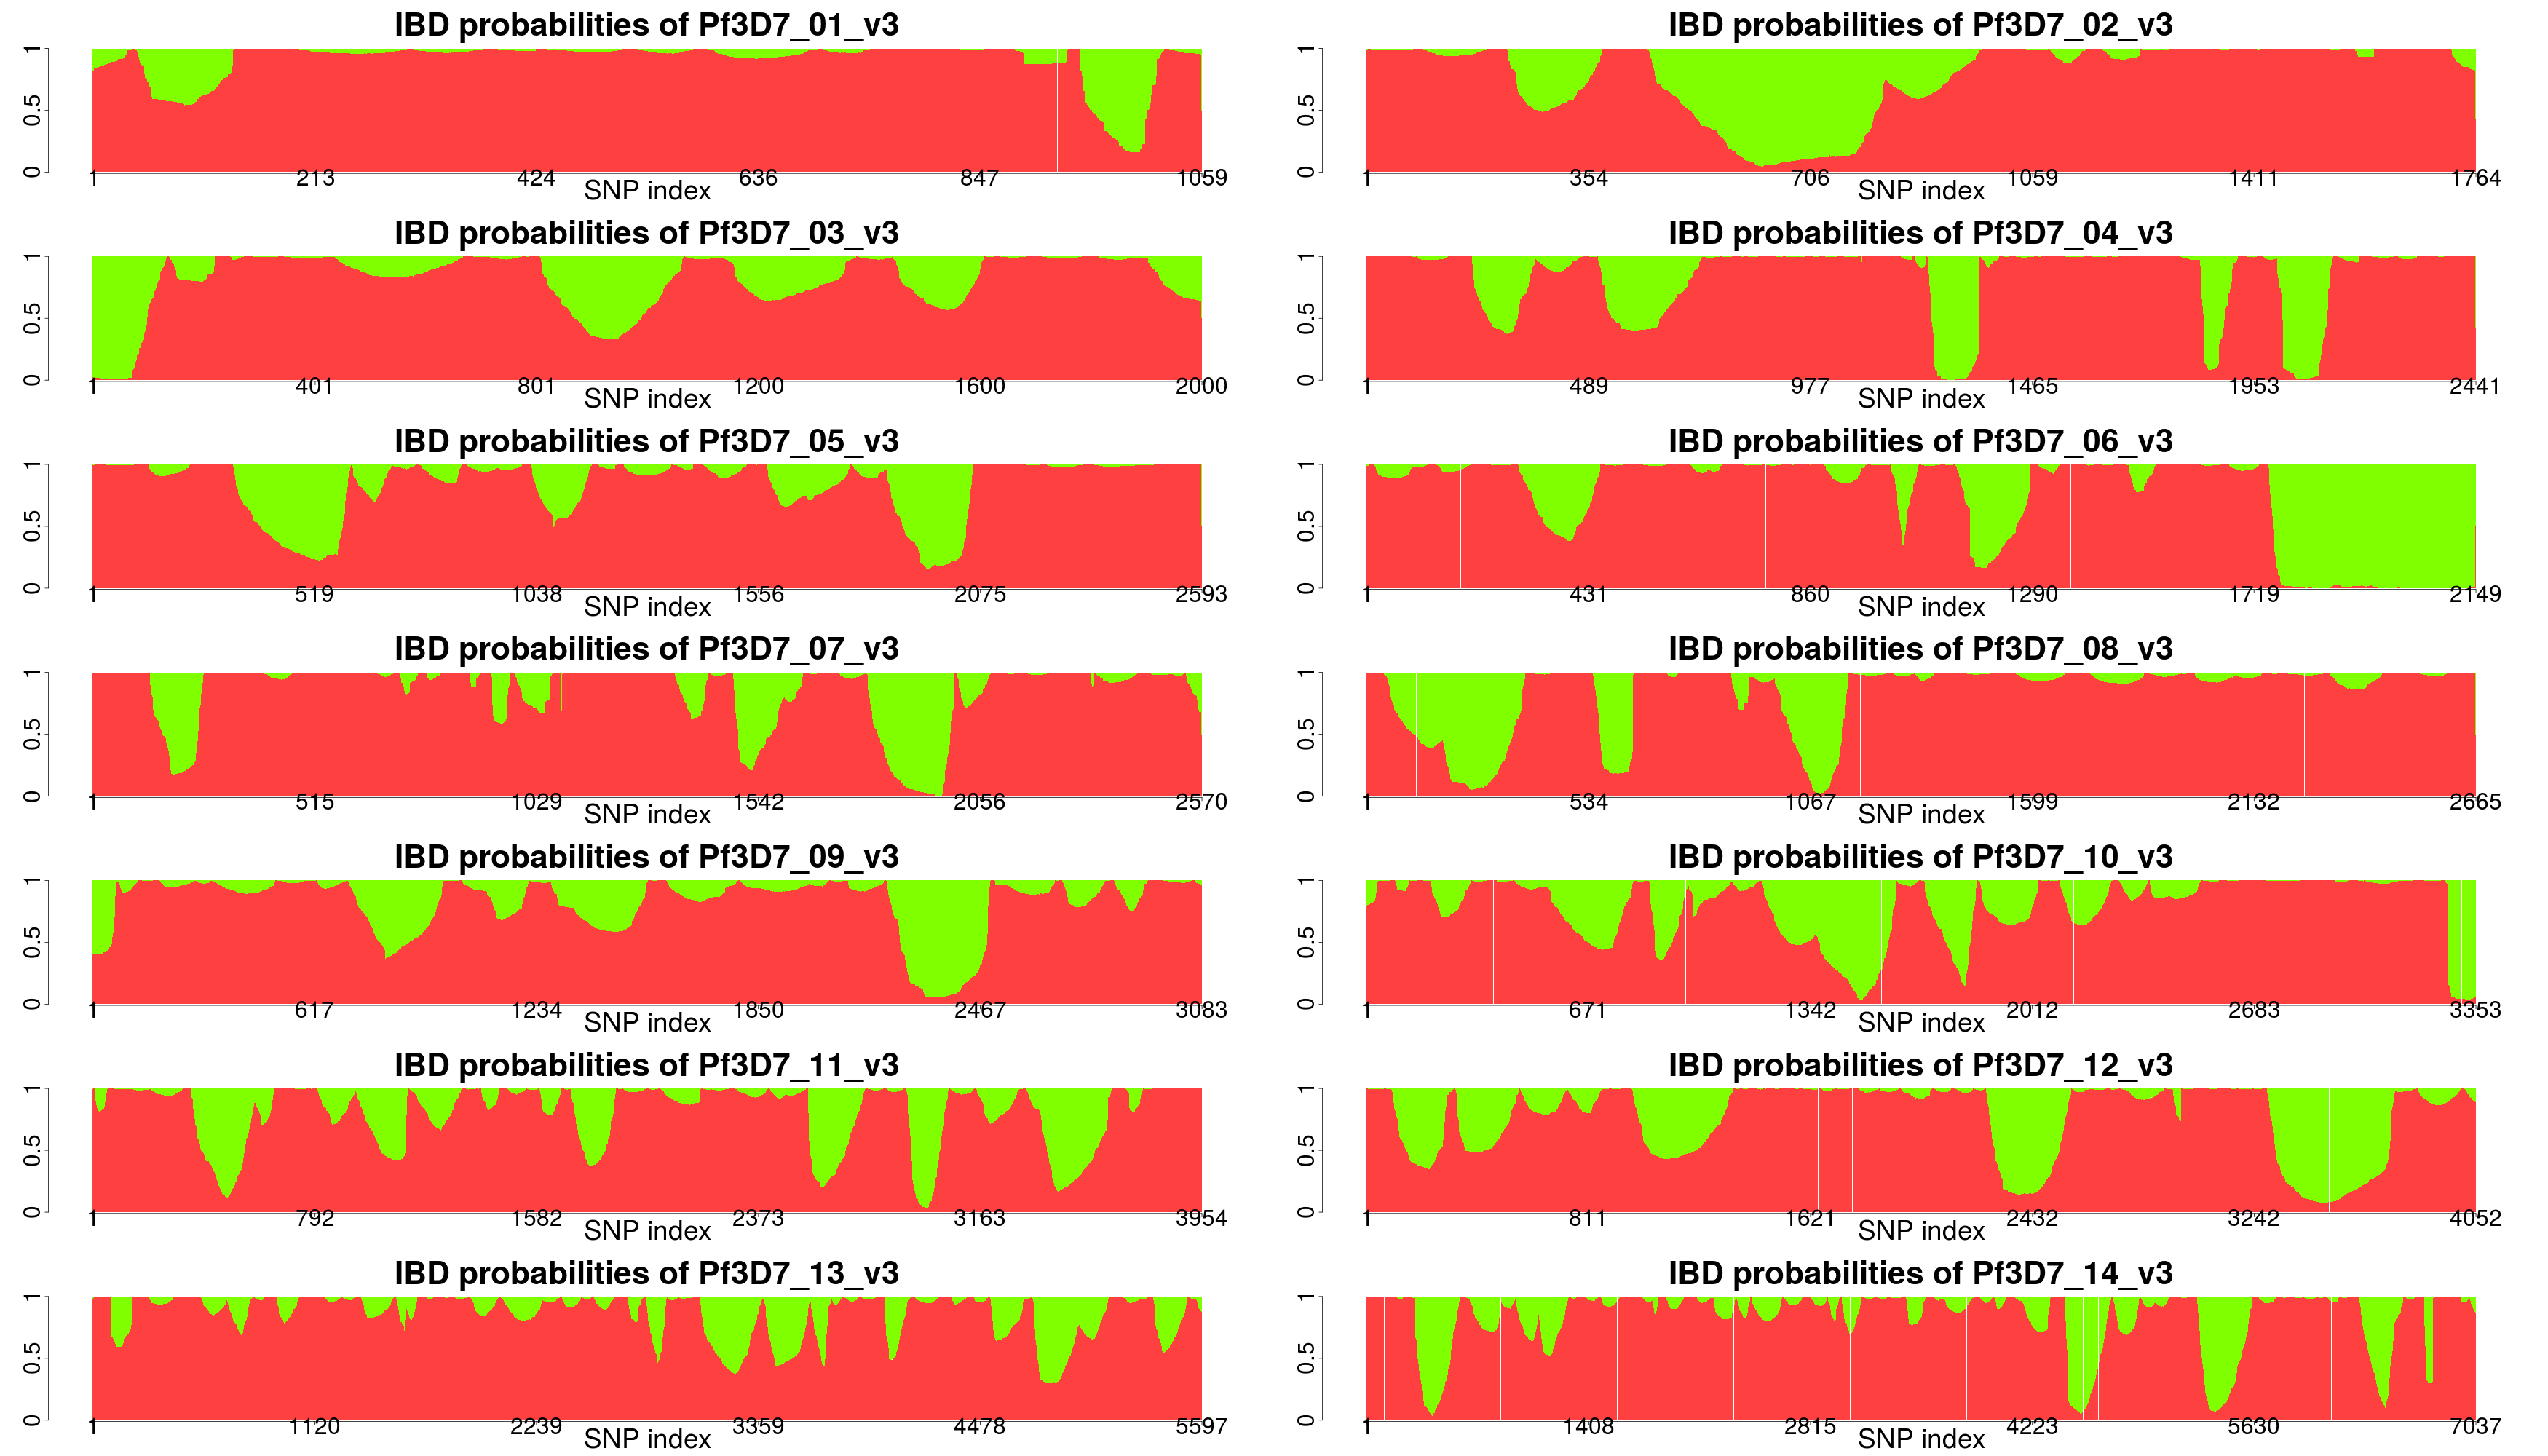 IBD probabilities of Pf3D7_01_v3
1
0.5
0
1 213 424 636 847 1059
SNP index
IBD probabilities of Pf3D7_02_v3
1
0.5
0
1 354 706 1059 1411 1764
SNP index
IBD probabilities of Pf3D7_03_v3
1
0.5
0
1 401 801 1200 1600 2000
SNP index
IBD probabilities of Pf3D7_04_v3
1
0.5
0
1 489 977 1465 1953 2441
SNP index
IBD probabilities of Pf3D7_05_v3
1
0.5
0
1 519 1038 1556 2075 2593
SNP index
IBD probabilities of Pf3D7_06_v3
1
0.5
0
1 431 860 1290 1719 2149
SNP index
IBD probabilities of Pf3D7_07_v3
1
0.5
0
1 515 1029 1542 2056 2570
SNP index
IBD probabilities of Pf3D7_08_v3
1
0.5
0
1 534 1067 1599 2132 2665
SNP index
IBD probabilities of Pf3D7_09_v3
1
0.5
0
1 617 1234 1850 2467 3083
SNP index
IBD probabilities of Pf3D7_10_v3
1
0.5
0
1 671 1342 2012 2683 3353
SNP index
IBD probabilities of Pf3D7_11_v3
1
0.5
0
1 792 1582 2373 3163 3954
SNP index
IBD probabilities of Pf3D7_12_v3
1
0.5
0
1 811 1621 2432 3242 4052
SNP index
IBD probabilities of Pf3D7_13_v3
1
0.5
0
1 1120 2239 3359 4478 5597
SNP index
IBD probabilities of Pf3D7_14_v3
1
0.5
0
1 1408 2815 4223 5630 7037
SNP index